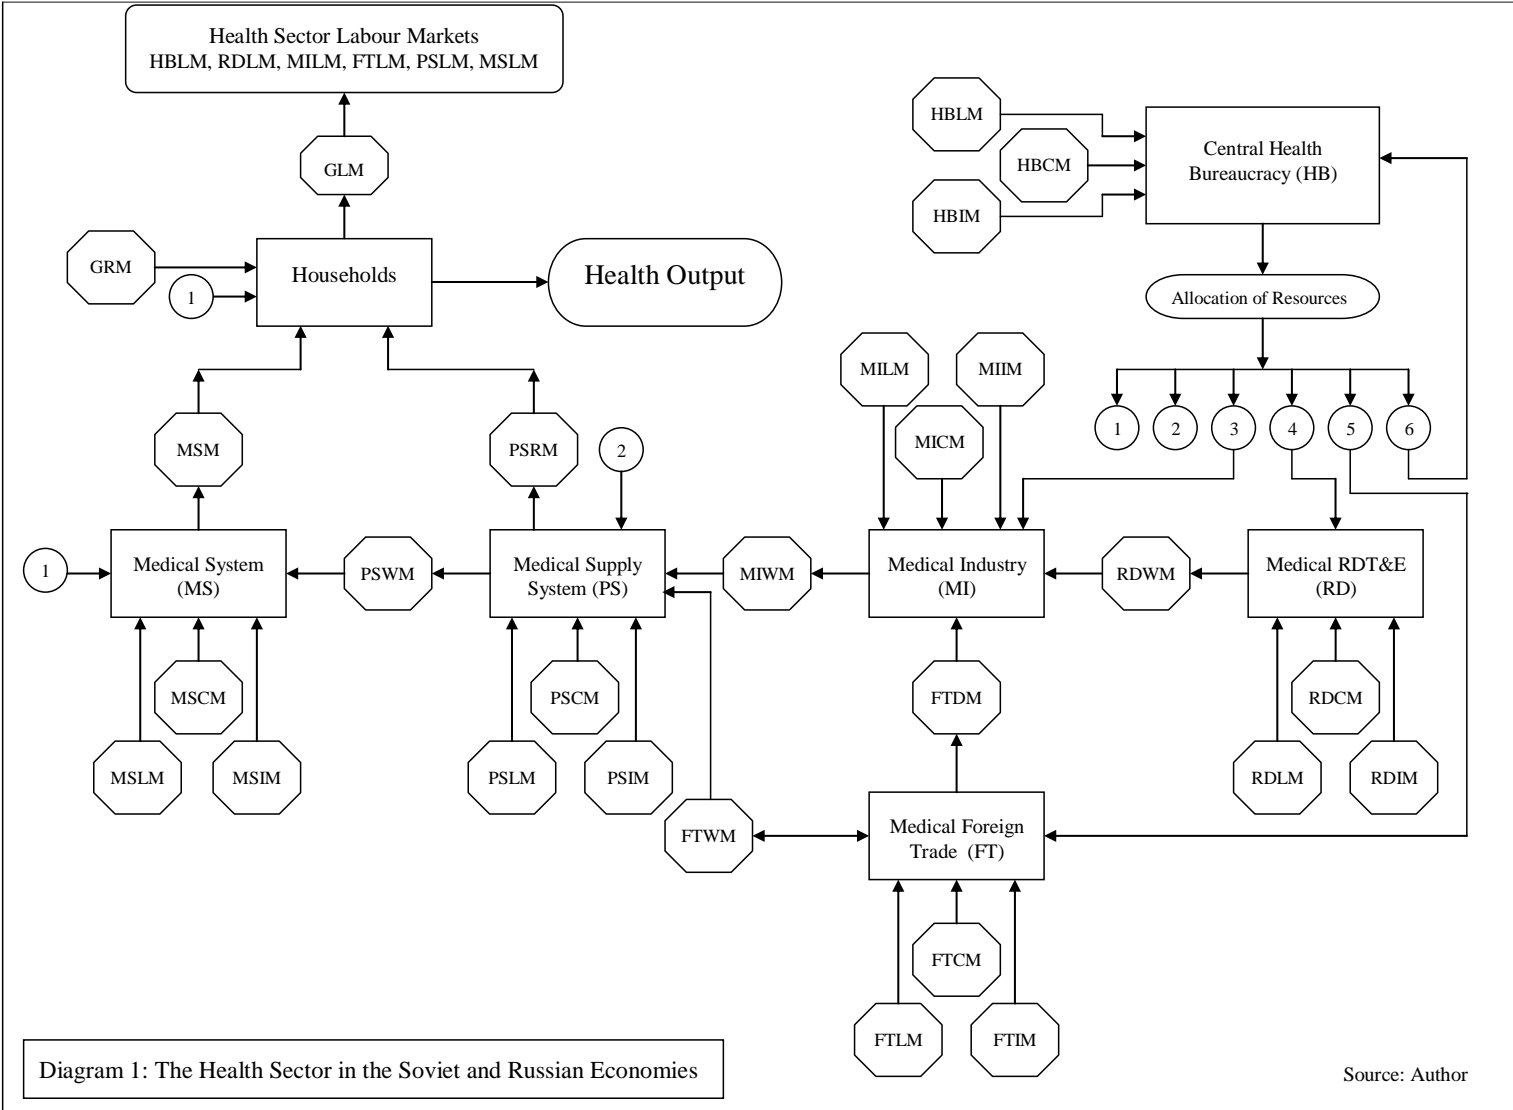 Health Sector Labour Markets
HBLM, RDLM, MILM, FTLM, PSLM, MSLM
GLM
GRM
1
Households
Health Output
HBLM
HBCM
HBIM
Central Health
Bureaucracy (HB)
Allocation of Resources
1
2
3
4
5
6
MSM
PSRM
2
MILM
MICM
MIIM
1
Medical System
(MS)
PSWM
Medical Supply
System (PS)
MIWM
Medical Industry
(MI)
RDWM
Medical RDT&E
(RD)
MSCM
MSLM
MSIM
PSCM
PSLM
PSIM
FTDM
RDCM
RDLM
RDIM
FTWM
Medical Foreign
Trade (FT)
FTCM
FTLM
FTIM
Diagram 1: The Health Sector in the Soviet and Russian Economies
Source: Author